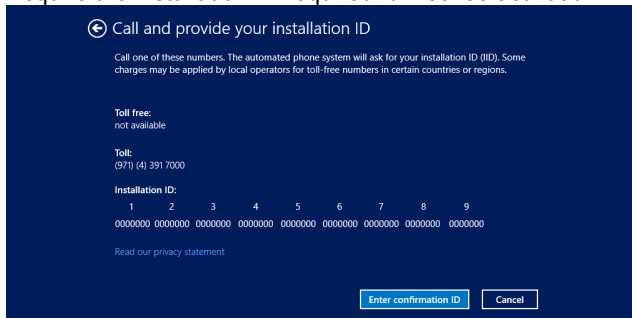 Call and provide your installation ID
Call one of these numbers. The automated phone system will ask for your installation ID (IID). Some
charges may be applied by local operators for toll-free numbers in certain countries or regions.
Toll free:
not available
Toll:
(971) (4) 391 7000
Installation ID:
1 2 3 4 5 6 7 8 9
0000000 0000000 0000000 0000000 0000000 0000000 0000000 0000000 0000000
Read our privacy statement
Enter confirmation ID Cancel